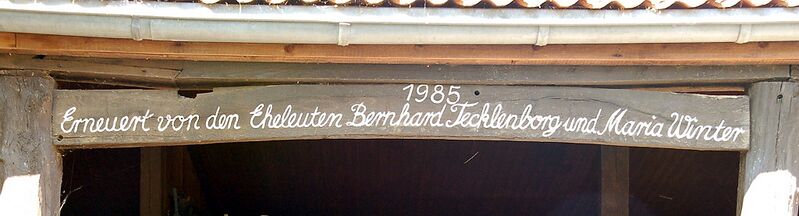 1985
Erneuert von den Eheleuten Bernhard Tecklenborg und Maria Winter